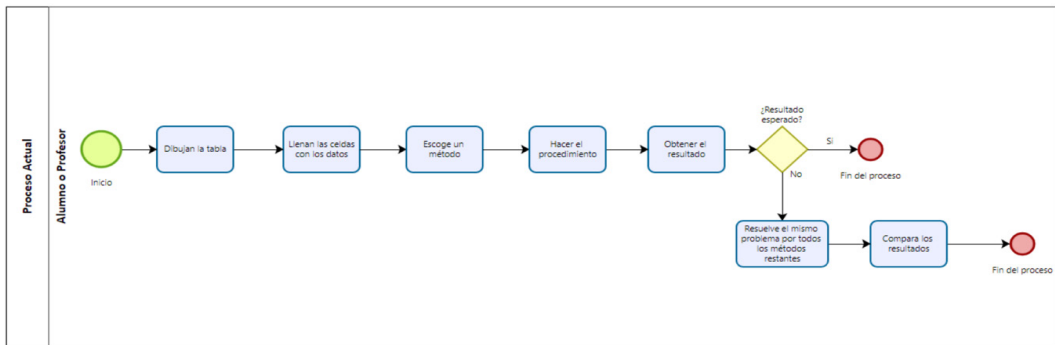 Proceso Actual
Alumno o Profesor
Inicio
Dibujan la tabla
Llenan las celdas
con los datos
Escoge un
método
Hacer el
procedimiento
Obtener el
resultado
¿Resultado
esperado?
Si
Fin del proceso
No
Resuelve el mismo
problema por todos
los métodos
restantes
Compara los
resultados
Fin del proceso